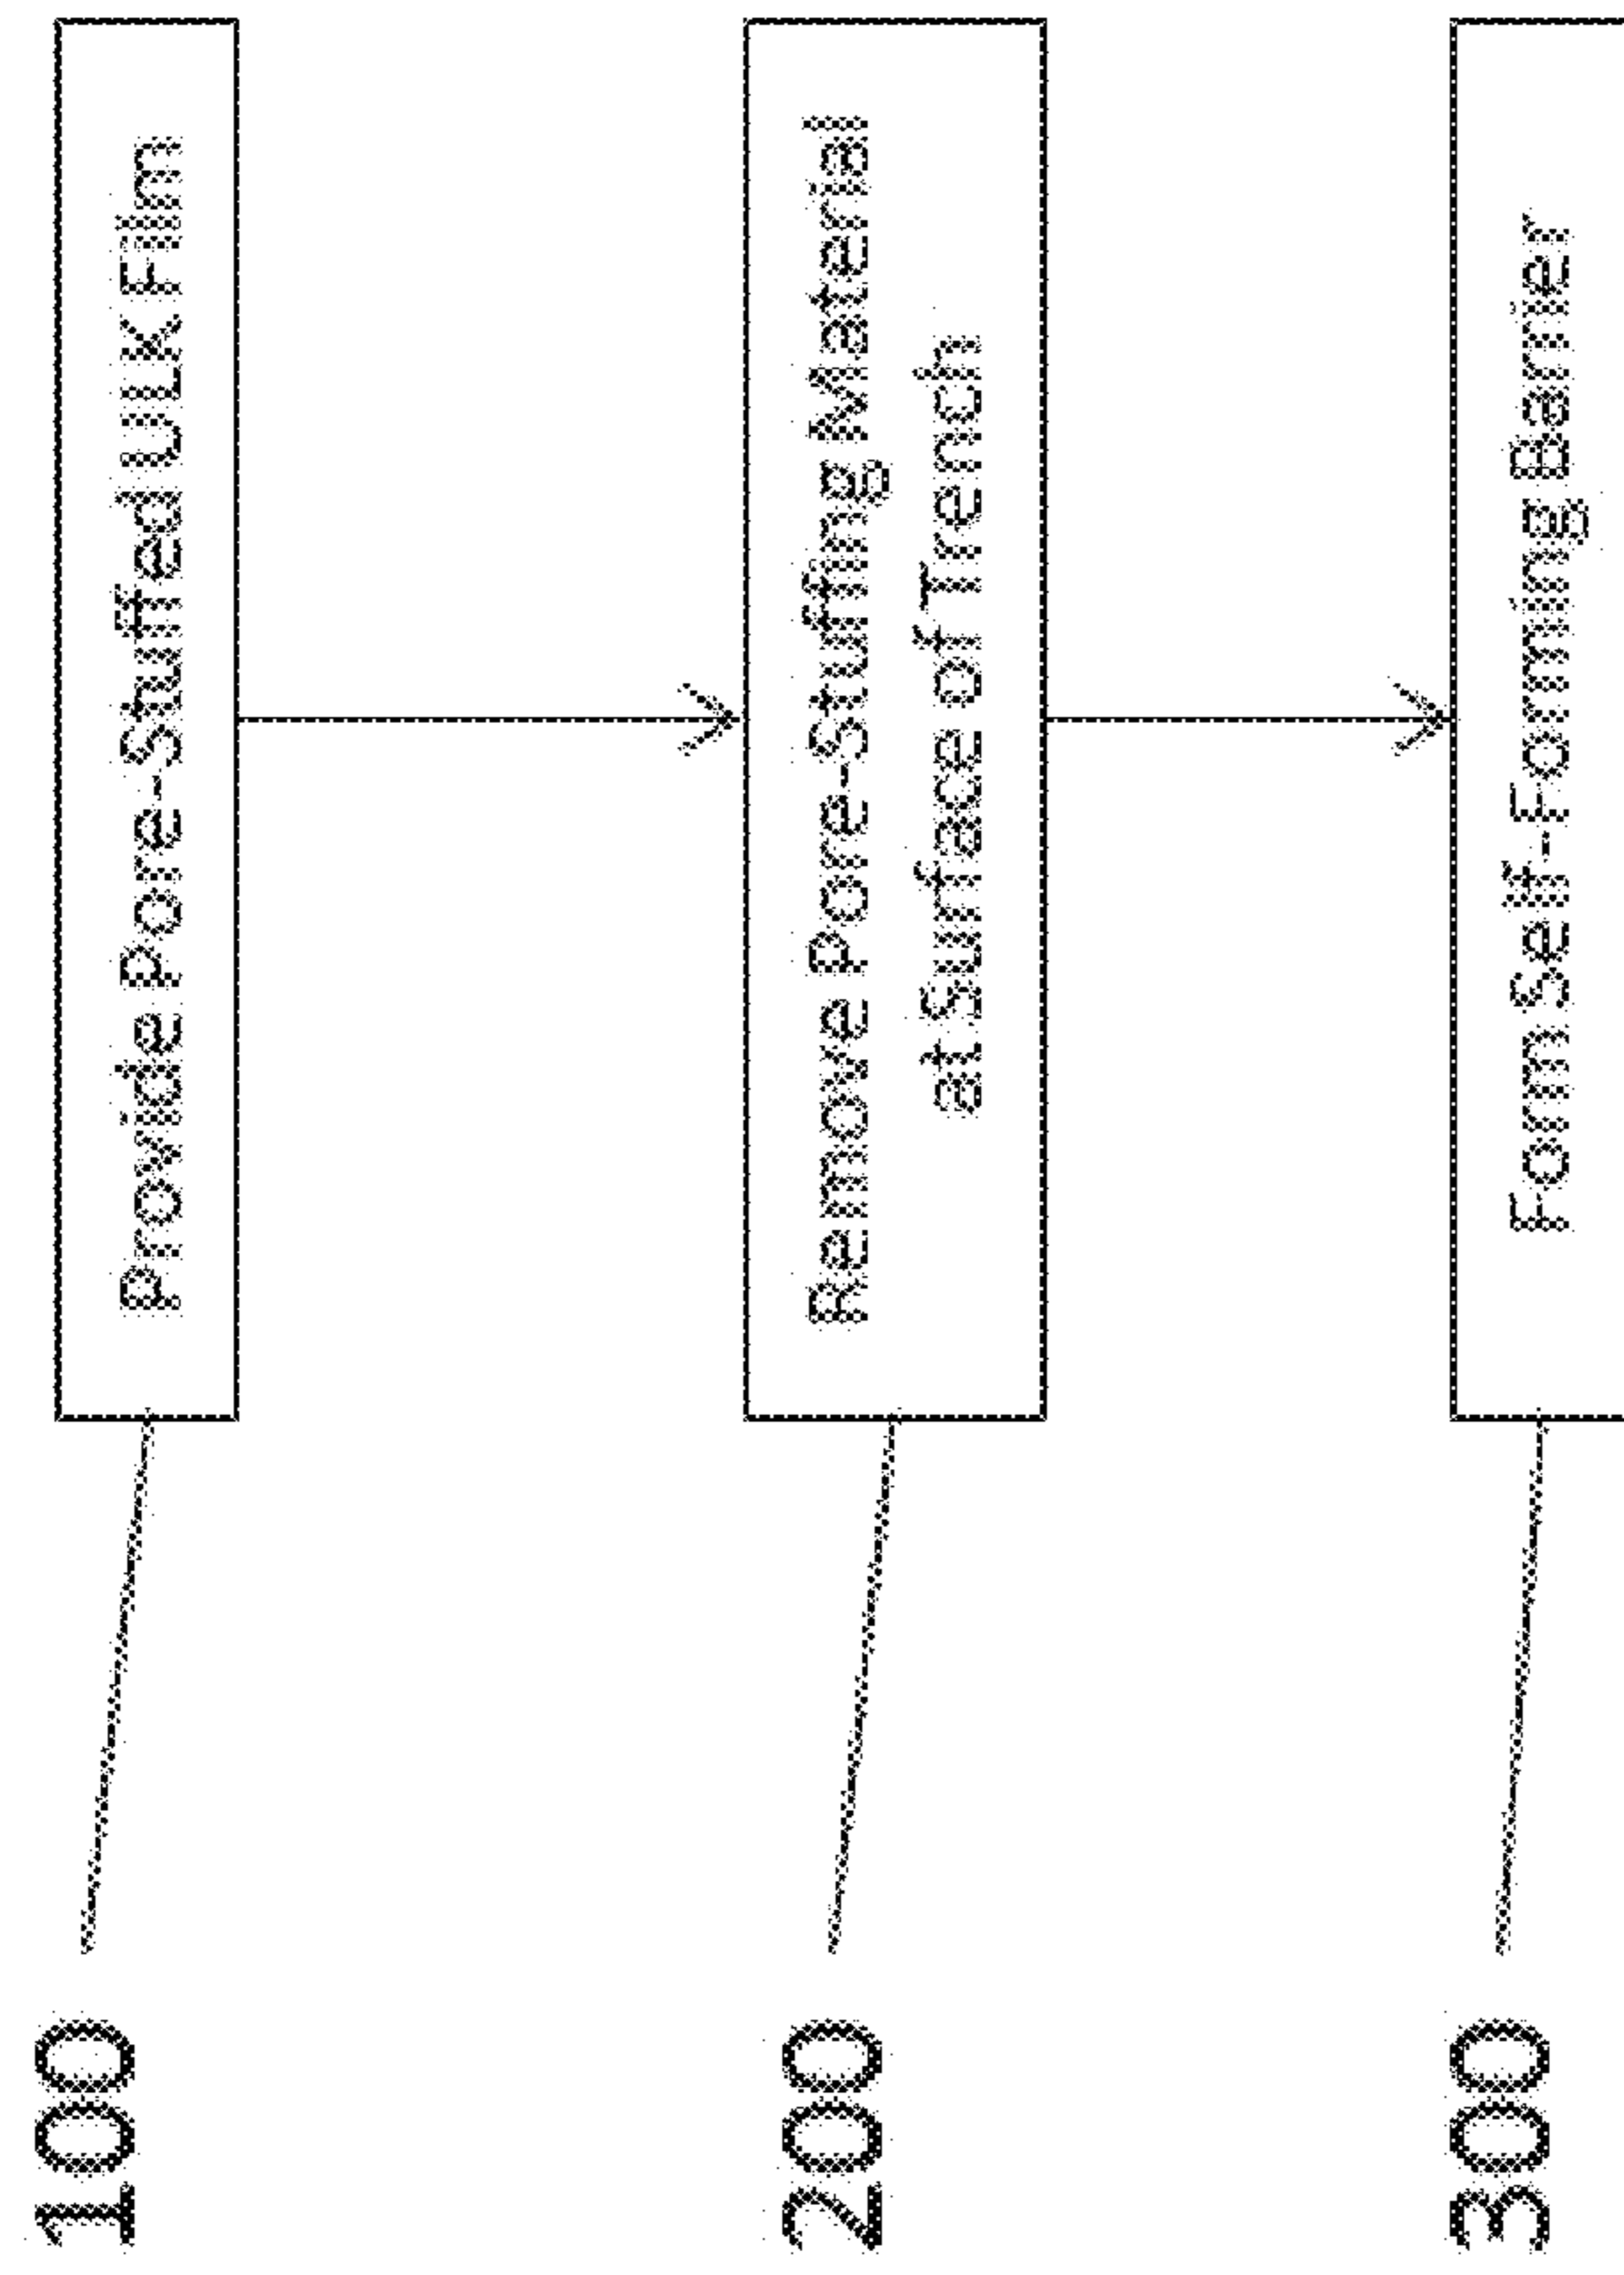 100
Provide Pore-Stuffed ULK Film
200
Remove Pore-Stuffing Material
at Surface of Trench
300
Form Self-Forming Barrier